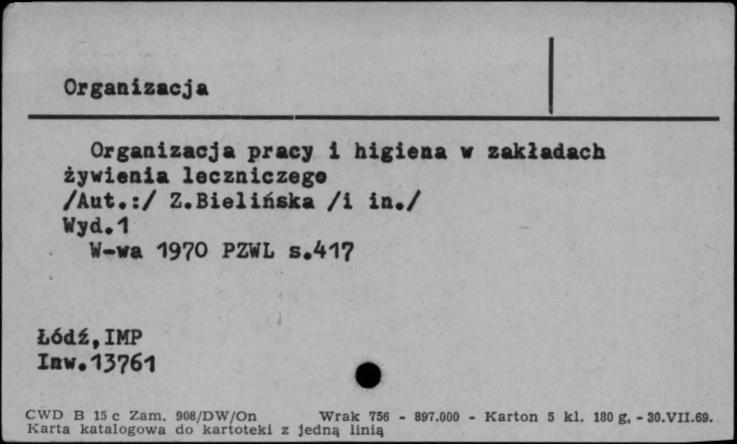 Organizacja
Organizacja pracy i higiena w zakładach
żywienia leczniczego
/Aut.:/ Z.Bielińska /i in./
Wyd.1
W-wa 1970 PZWL s.417
Łódź,IMP
Inw.13761
CWD B 15 c Zam. 908/DW/On Wrak 756 - 897.000 - Karton 5 kl. 180 g, - 30.VII.69.
Karta katalogowa do kartoteki z jedną linią